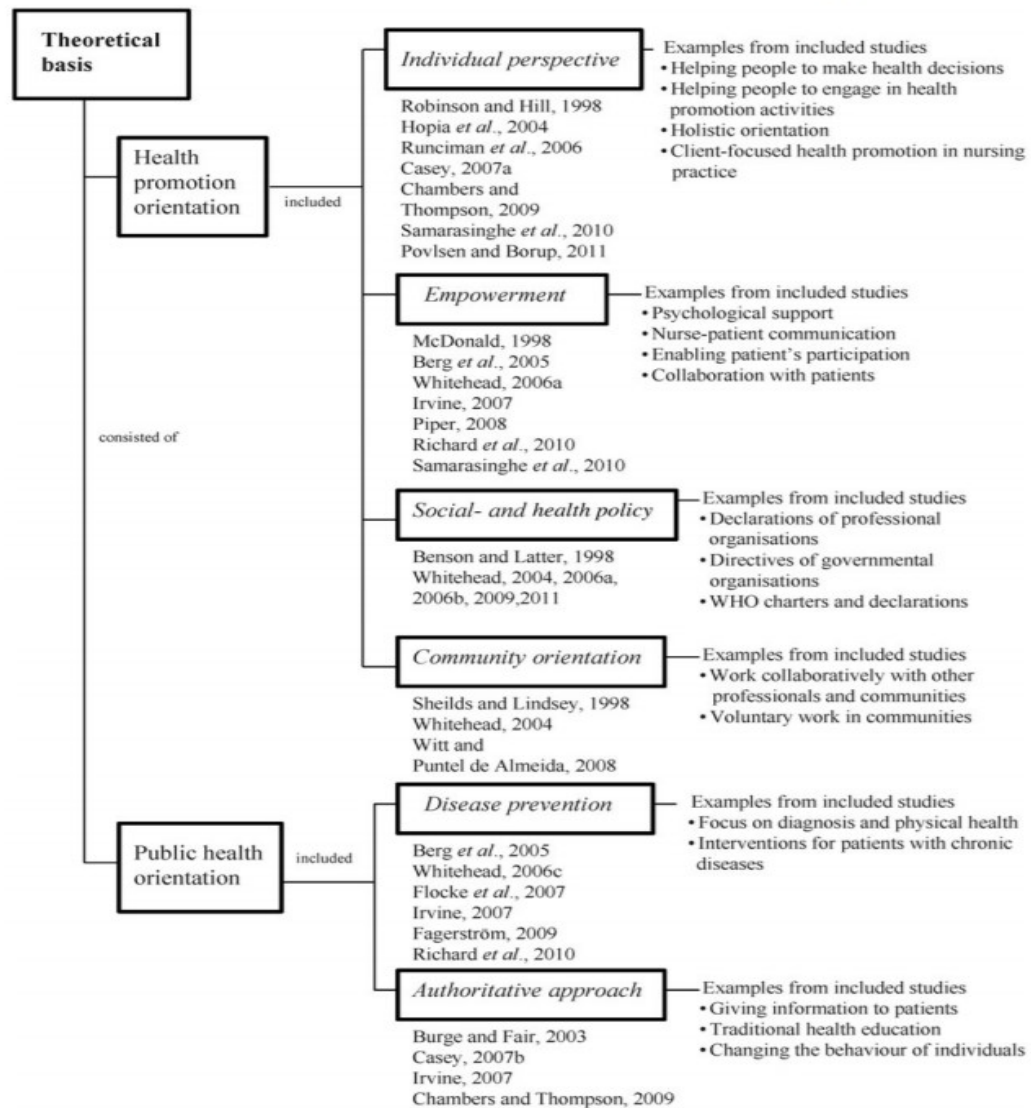 Theoretical
basis
Health
promotion
orientation
included
consisted of
Individual perspective
Robinson and Hill, 1998
Hopia et al., 2004
Runciman et al., 2006
Casey, 2007a
Chambers and
Thompson, 2009
Samarasinghe et al., 2010
Povlsen and Borup, 2011
Examples from included studies
• Helping people to make health decisions
• Helping people to engage in health
promotion activities
• Holistic orientation
• Client-focused health promotion in nursing
practice
Empowerment
McDonald, 1998
Berg et al., 2005
Whitehead, 2006a
Irvine, 2007
Piper, 2008
Richard et al., 2010
Samarasinghe et al., 2010
Examples from included studies
• Psychological support
• Nurse-patient communication
• Enabling patient's participation
• Collaboration with patients
Social- and health policy
Benson and Latter, 1998
Whitehead, 2004, 2006a,
2006b, 2009,2011
Examples from included studies
• Declarations of professional
organisations
• Directives of governmental
organisations
• WHO charters and declarations
Community orientation
Sheilds and Lindsey, 1998
Whitehead, 2004
Witt and
Puntel de Almeida, 2008
Examples from included studies
• Work collaboratively with other
professionals and communities
• Voluntary work in communities
Public health
orientation
included
Disease prevention
Berg et al., 2005
Whitehead, 2006c
Flocke et al., 2007
Irvine, 2007
Fagerström, 2009
Richard et al., 2010
Examples from included studies
• Focus on diagnosis and physical health
• Interventions for patients with chronic
diseases
Authoritative approach
Burge and Fair, 2003
Casey, 2007b
Irvine, 2007
Chambers and Thompson, 2009
Examples from included studies
• Giving information to patients
• Traditional health education
• Changing the behaviour of individuals